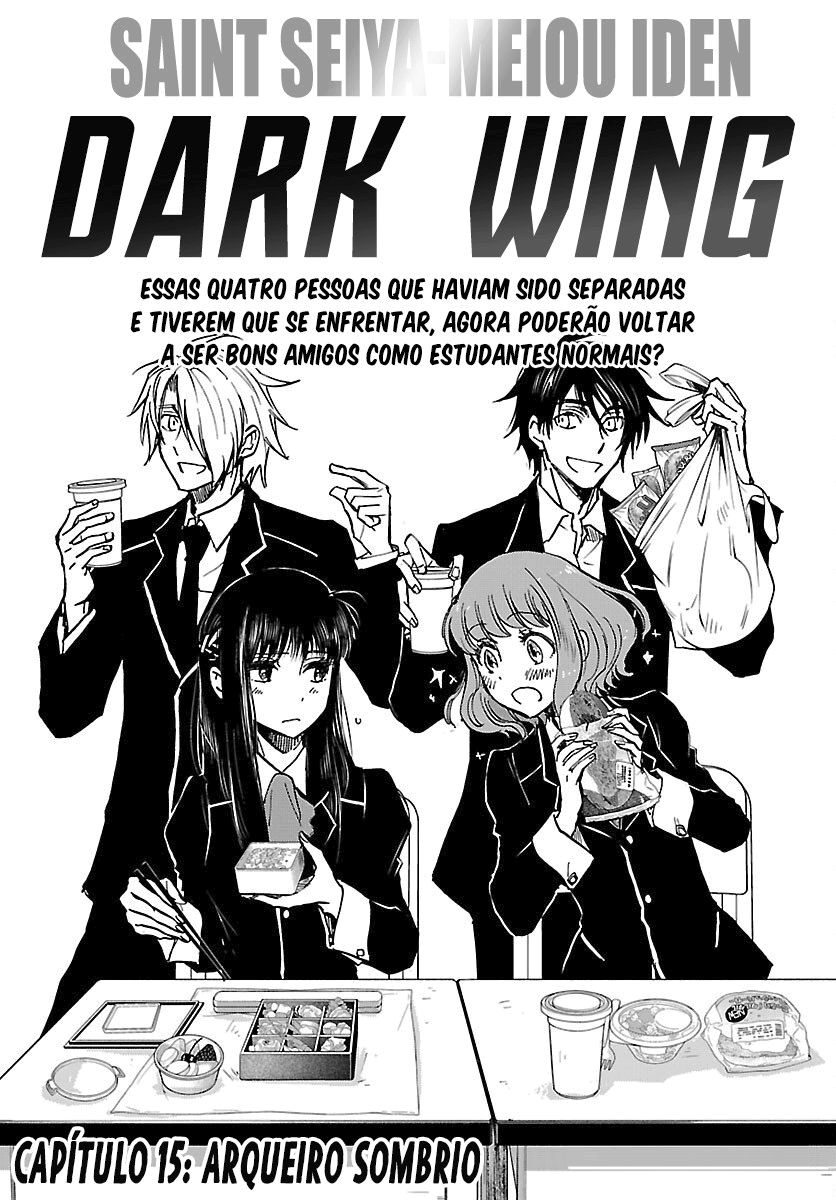 SAINT SEIYA-MEIOU IDEN
DARK WING
ESSAS QUATRO PESSOAS QUE HAVIAM SIDO SEPARADAS
E TIVEREM QUE SE ENFRENTAR, AGORA PODERÃO VOLTAR
A SER BONS AMIGOS COMO ESTUDANTES NORMAIS?
CAPÍTULO 15: ARQUEIRO SOMBRIO